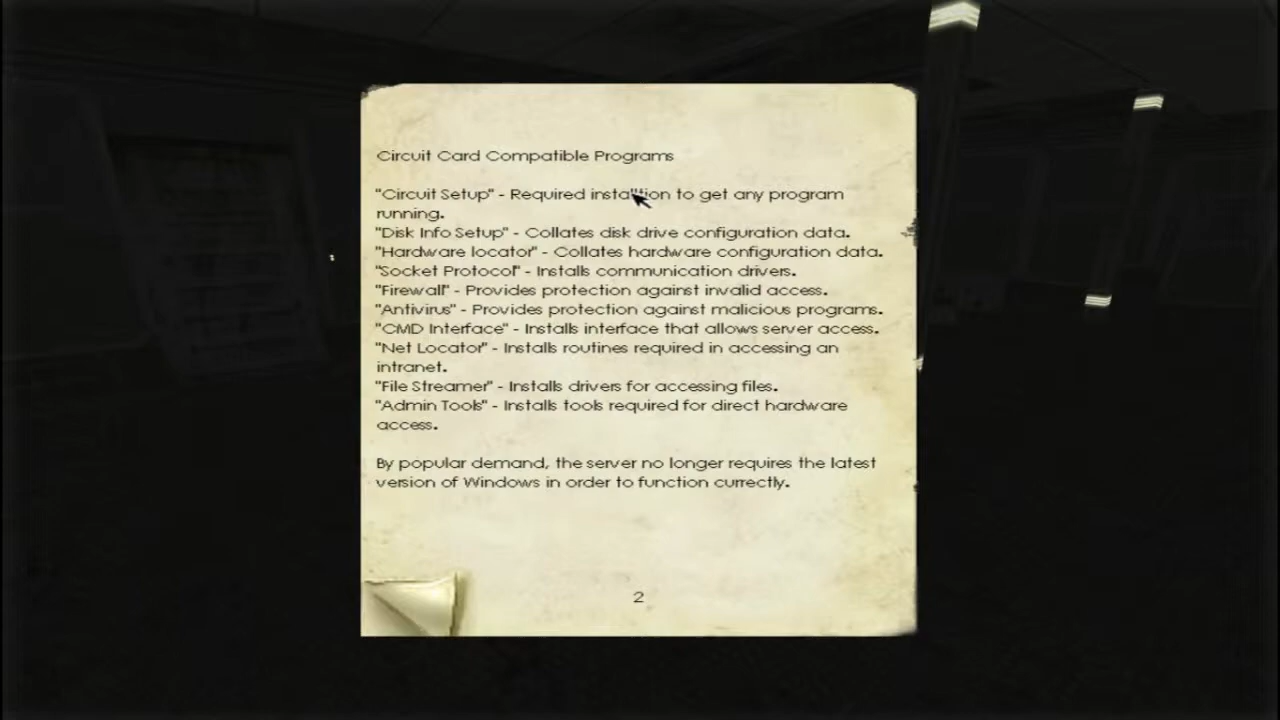 Circuit Card Compatible Programs
"Circuit Setup" - Required to get any program
running.
"Disk Info Setup" - Collates disk drive configuration data.
"Hardware locator" - Collates hardware configuration data.
"Socket Protocol" - Installs communication drivers.
"Firewall" - Provides protection against invalid access.
"Antivirus" - Provides protection against malicious programs.
"CMD Interface" - Installs interface that allows server access.
"Net Locator" - Installs routines required in accessing an
intranet.
"File Streamer" - Installs drivers for accessing files.
"Admin Tools" - Installs tools required for direct hardware
access.
By popular demand, the server no longer requires the latest
version of Windows in order to function currectly.
2